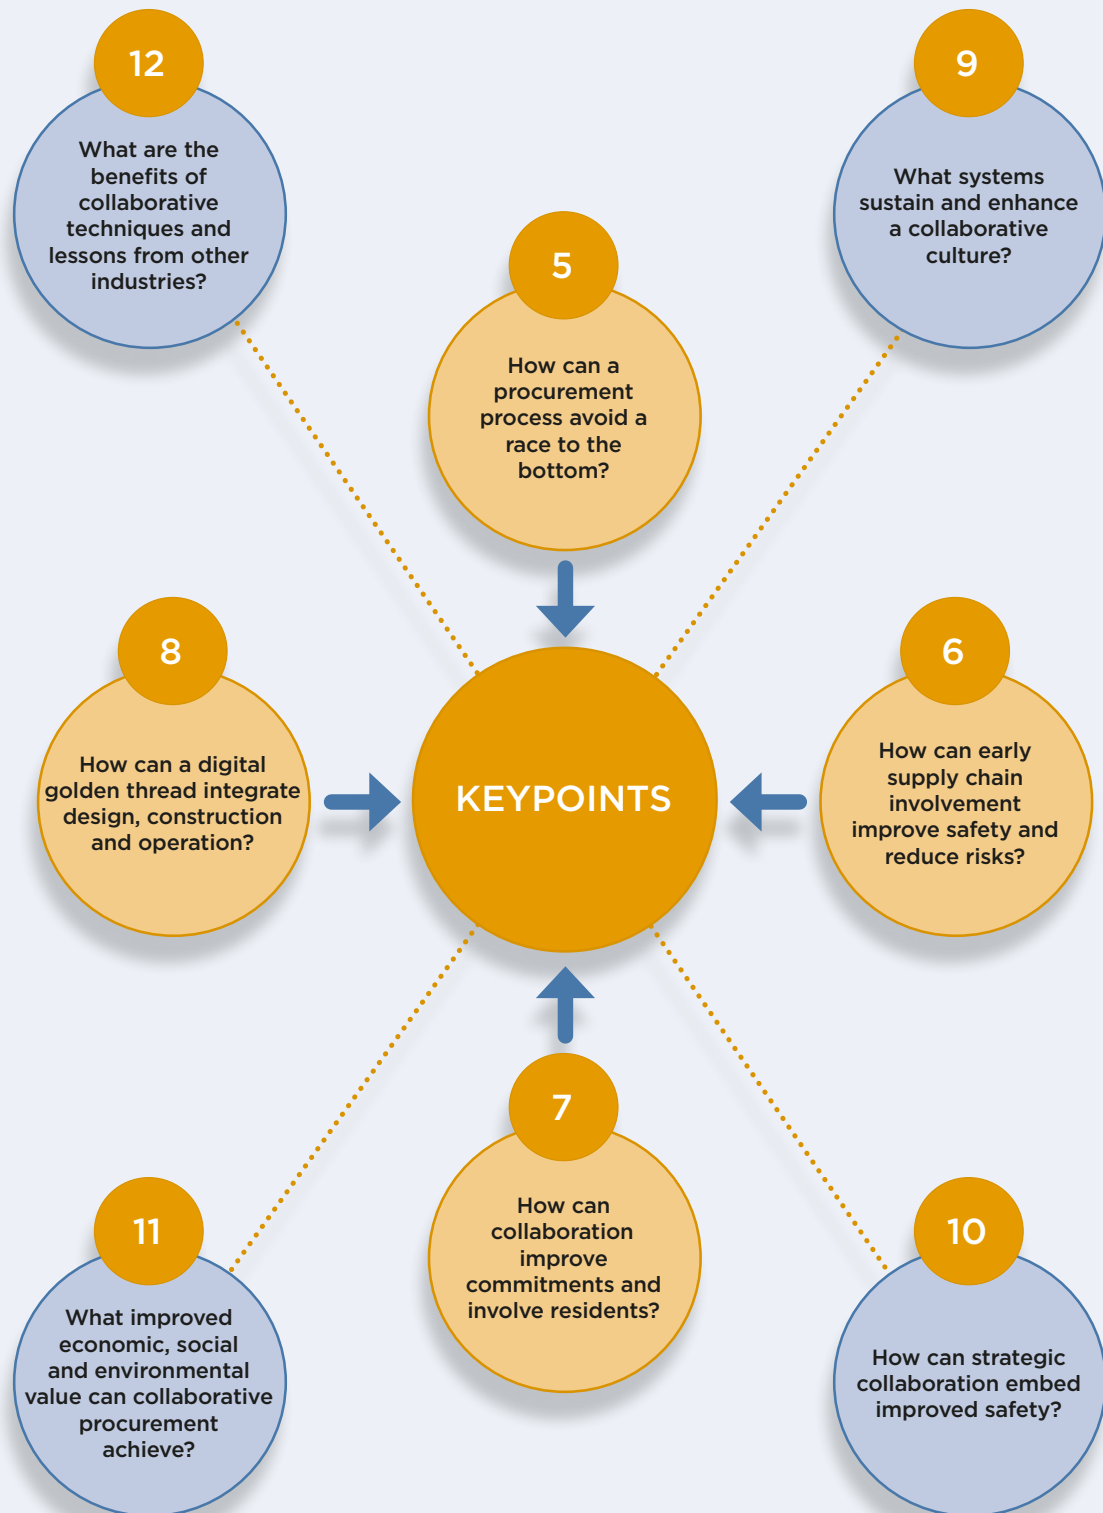 12
What are the
benefits of
collaborative
techniques and
lessons from other
industries?
9
What systems
sustain and enhance
a collaborative
culture?
5
How can a
procurement
process avoid a
race to the
bottom?
8
How can a digital
golden thread integrate
design, construction
and operation?
KEYPOINTS
6
How can early
supply chain
involvement
improve safety and
reduce risks?
7
How can
collaboration
improve
commitments and
involve residents?
11
What improved
economic, social
and environmental
value can collaborative
procurement
achieve?
10
How can strategic
collaboration embed
improved safety?